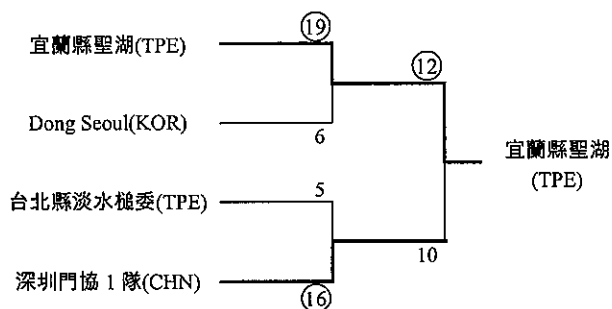 宜蘭縣聖湖(TPE)
19
12
Dong Seoul(KOR)
6
宜蘭縣聖湖
(TPE)
台北縣淡水槌委(TPE)
5
10
深圳門協 1 隊(CHN)
16